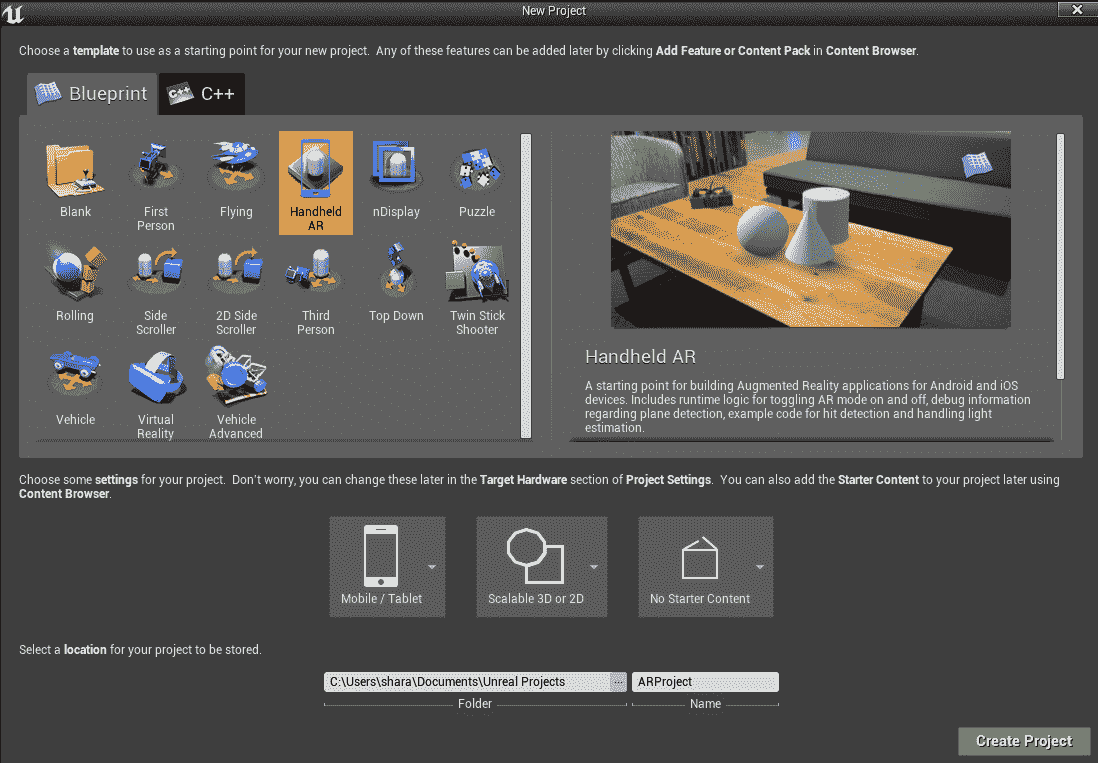 New Project
Choose a template to use as a starting point for your new project. Any of these features can be added later by clicking Add Feature or Content Pack in Content Browser.
Blueprint
C++
C++
Blank
First
Person
Flying
Handheld
AR
nDisplay
Puzzle
Rolling
Side
Scroller
2D Side
Scroller
Third
Person
Top Down
Twin Stick
Shooter
Vehicle
Virtual
Reality
Vehicle
Advanced
Handheld AR
A starting point for building Augmented Reality applications for Android and iOS
devices. Includes runtime logic for toggling AR mode on and off, debug information
regarding plane detection, example code for hit detection and handling light
estimation.
Choose some settings for your project. Don't worry, you can change these later in the Target Hardware section of Project Settings. You can also add the Starter Content to your project later using
Content Browser.
Mobile / Tablet
Scalable 3D or 2D
No Starter Content
Select a location for your project to be stored.
C:\Users\shara\Documents\Unreal Projects
...
ARProject
Folder
Name
Create Project